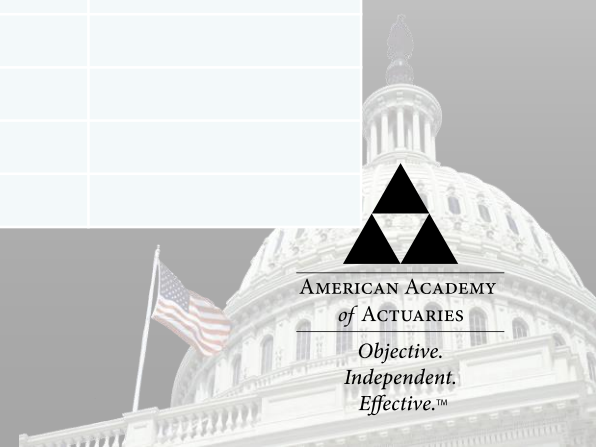 American Academy
of Actuaries
Objective.
Independent.
Effective.™